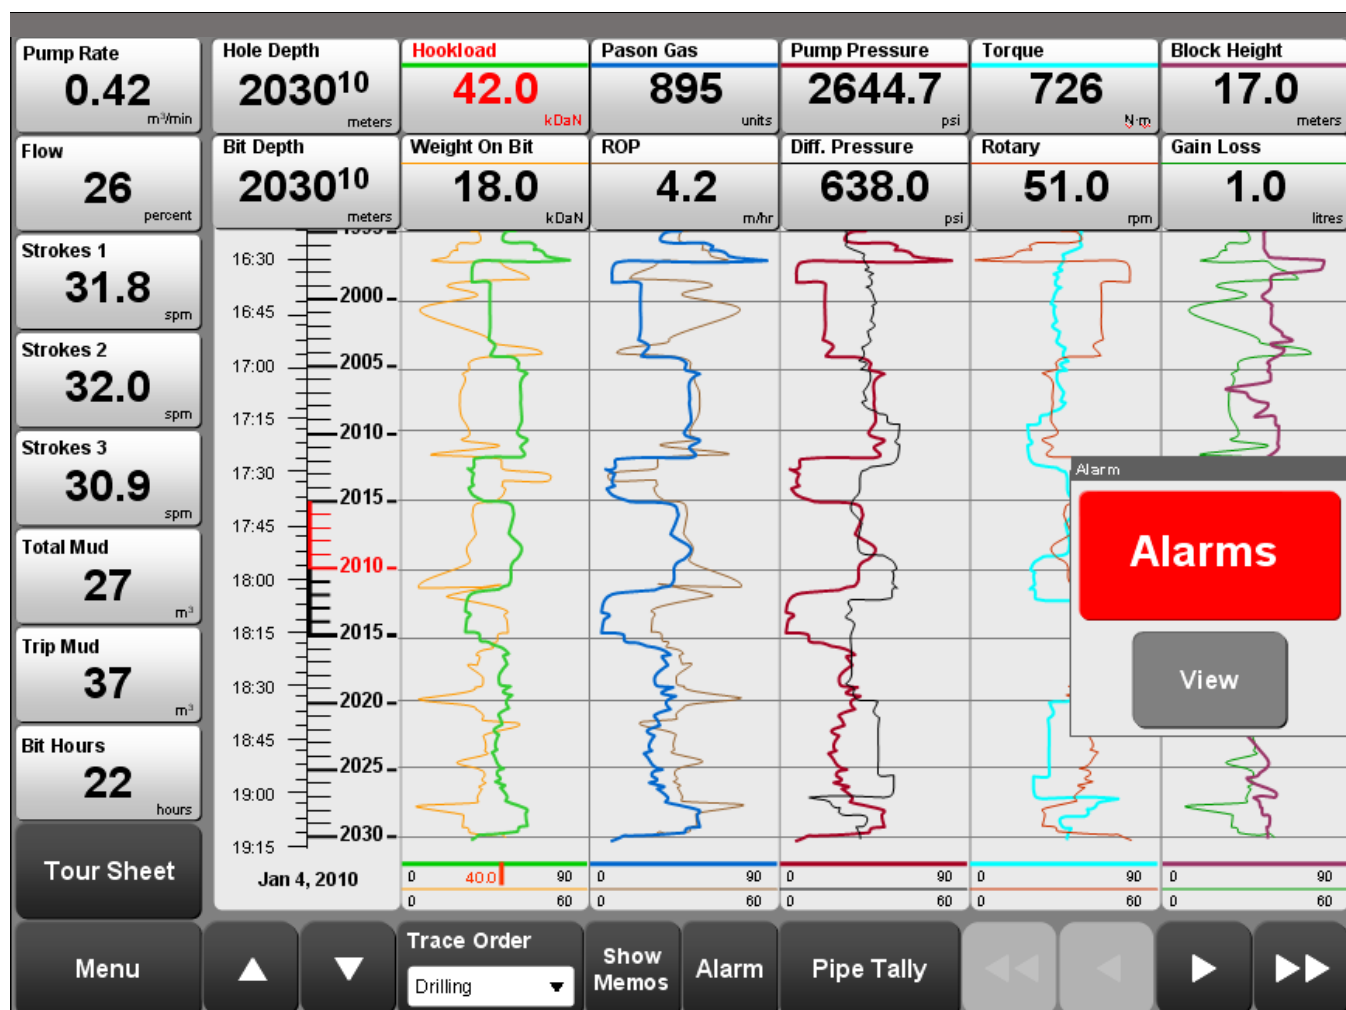 Pump Rate
0.42
m³/min
Hole Depth
2030¹⁰
meters
Hookload
42.0
kDaN
Pason Gas
895
units
Pump Pressure
2644.7
psi
Torque
726
N·m
Block Height
17.0
meters
Flow
26
percent
Bit Depth
2030¹⁰
meters
Weight On Bit
18.0
kDaN
ROP
4.2
m/hr
Diff. Pressure
638.0
psi
Rotary
51.0
rpm
Gain Loss
1.0
litres
Strokes 1
31.8
spm
Strokes 2
32.0
spm
Strokes 3
30.9
spm
Total Mud
27
m³
Trip Mud
37
m³
Bit Hours
22
hours
Tour Sheet
16:30
16:45
17:00
17:15
17:30
17:45
18:00
18:15
18:30
18:45
19:00
19:15
2000
2005
2010
2015
2010
2015
2020
2025
2030
Jan 4, 2010
0 40.0 90
0 60
0 90
0 60
0 90
0 60
0 90
0 60
0 90
0 60
Alarm
Alarms
View
Menu
Trace Order
Drilling
Show
Memos
Alarm
Pipe Tally